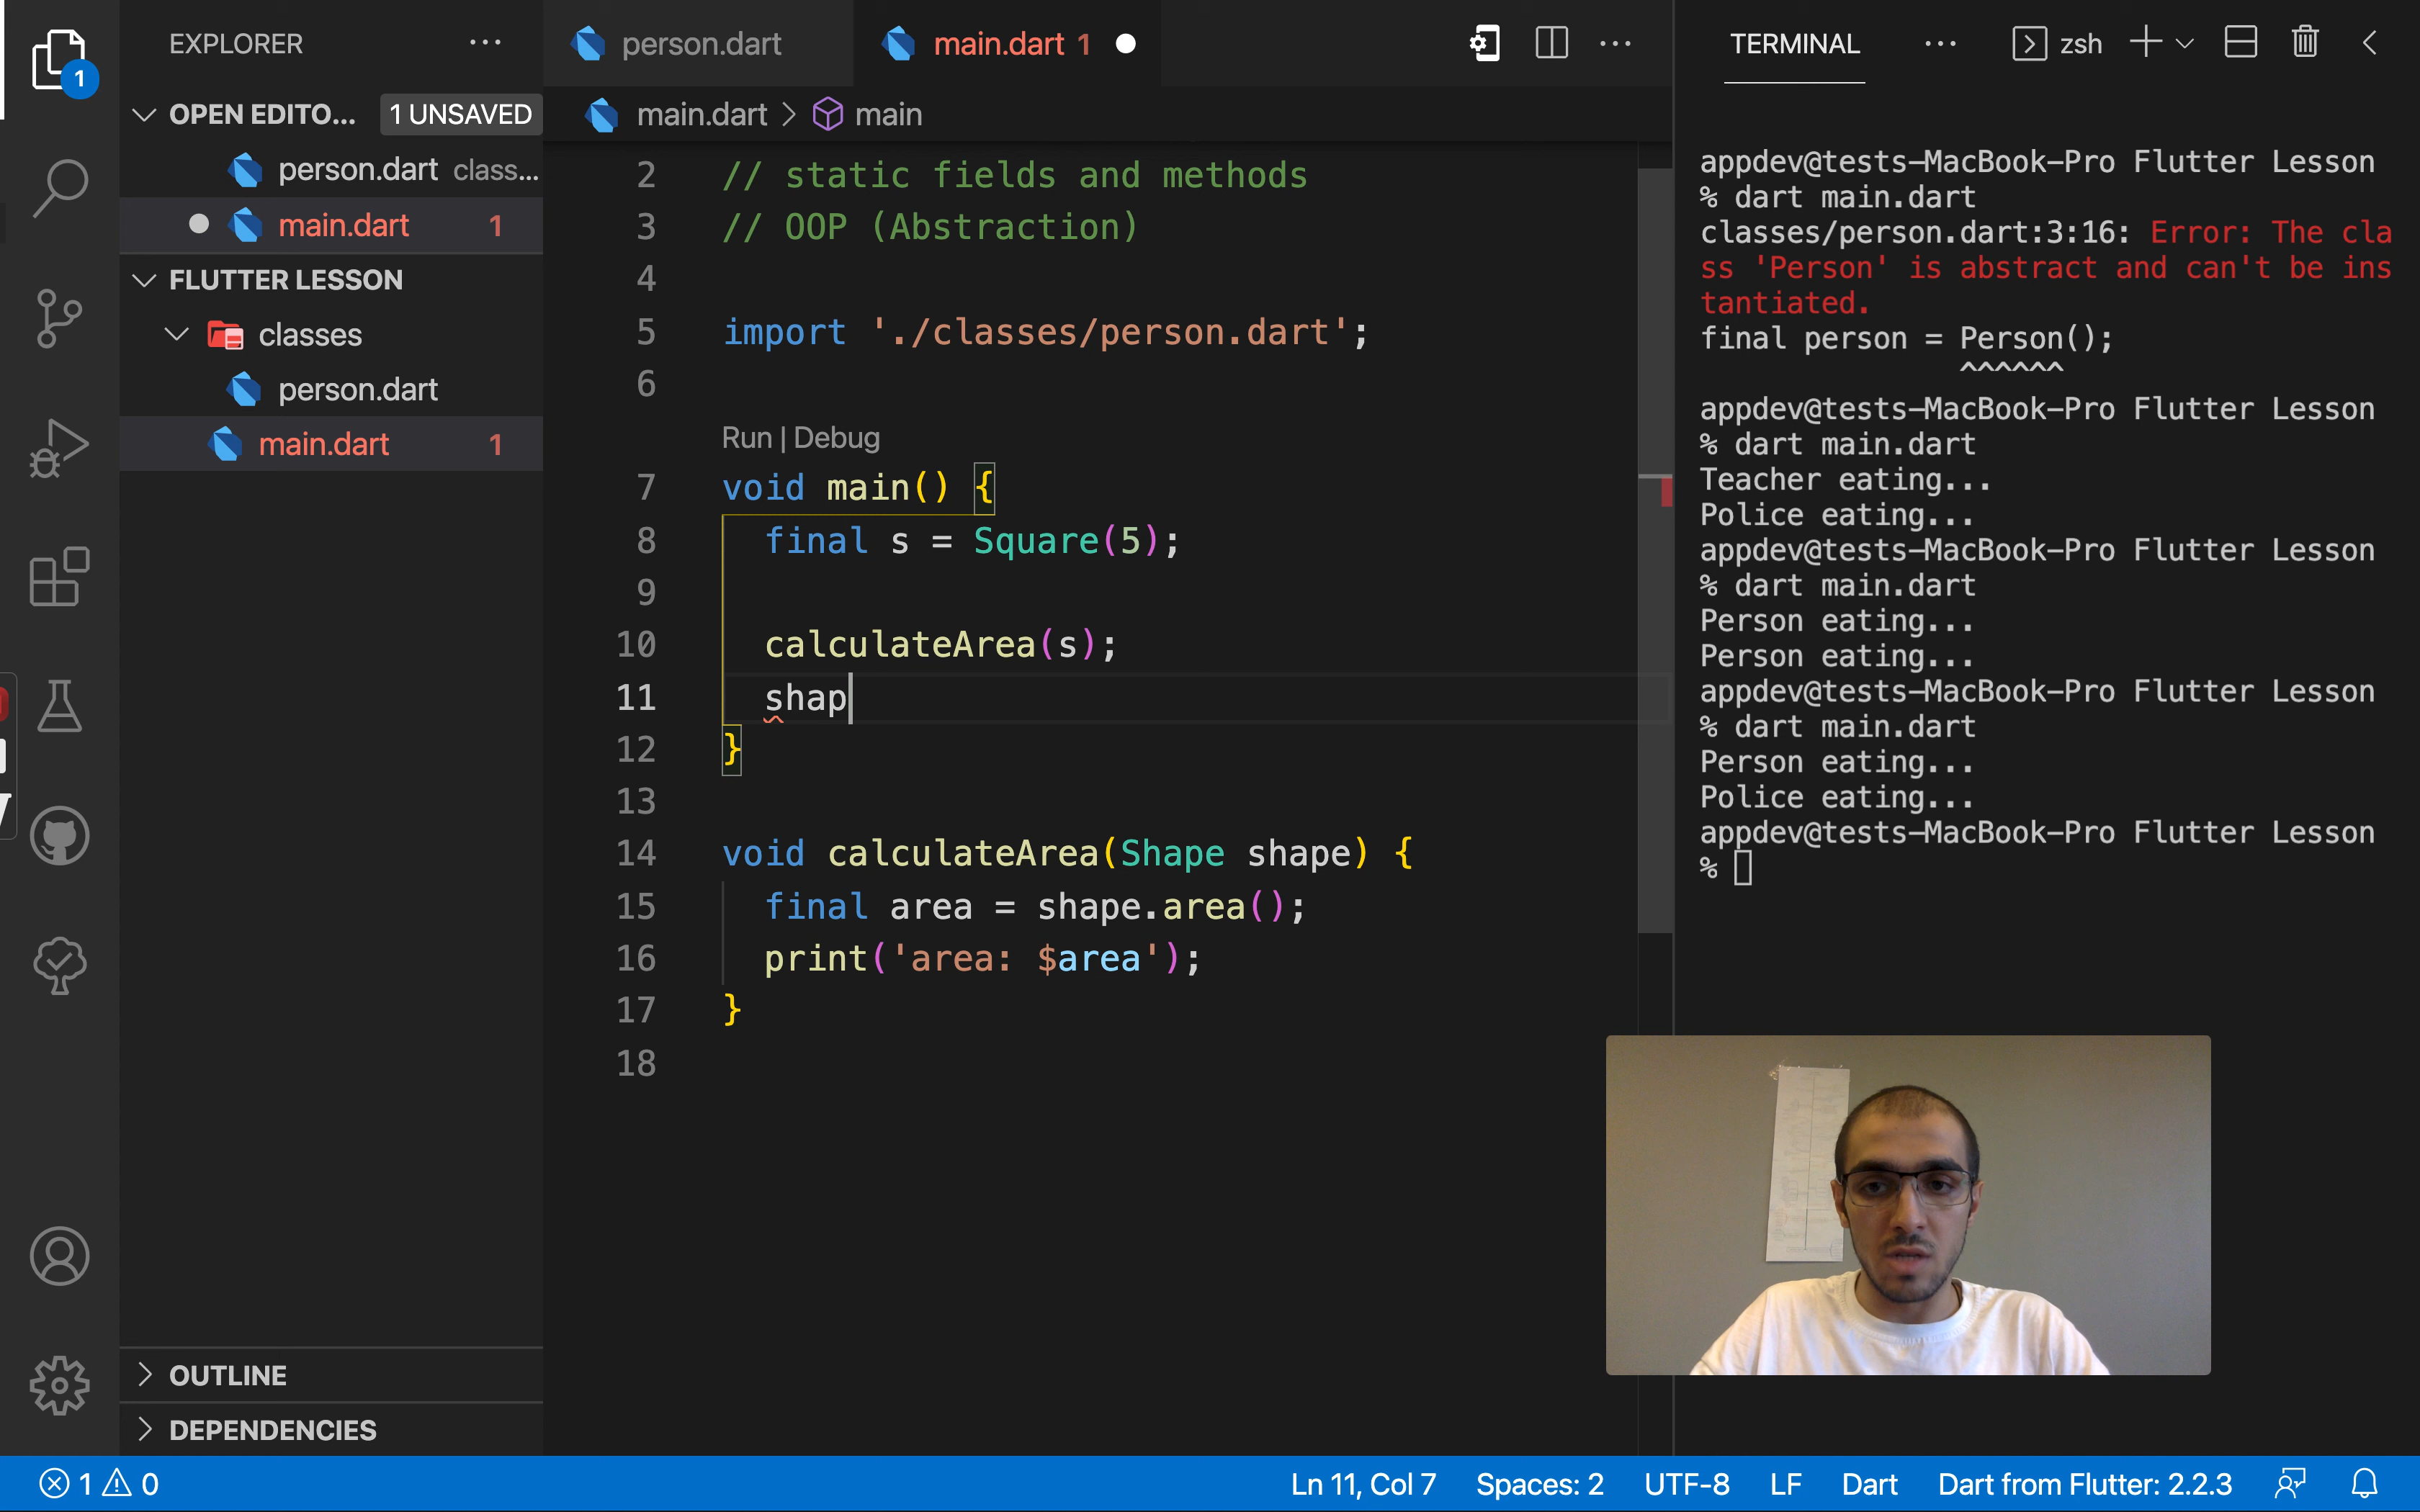 EXPLORER
1
OPEN EDITO...
1 UNSAVED
person.dart class...
main.dart 1
FLUTTER LESSON
classes
person.dart
main.dart 1
OUTLINE
DEPENDENCIES
person.dart
main.dart 1
main.dart > main
2 // static fields and methods
3 // OOP (Abstraction)
4
5 import './classes/person.dart';
6
Run | Debug
7 void main() {
8 final s = Square(5);
9
10 calculateArea(s);
11 shap
12 }
13
14 void calculateArea(Shape shape) {
15 final area = shape.area();
16 print('area: $area');
17 }
18
TERMINAL
zsh
appdev@tests-MacBook-Pro Flutter Lesson
% dart main.dart
classes/person.dart:3:16: Error: The cla
ss 'Person' is abstract and can't be ins
tantiated.
final person = Person();
^^^^^^
appdev@tests-MacBook-Pro Flutter Lesson
% dart main.dart
Teacher eating...
Police eating...
appdev@tests-MacBook-Pro Flutter Lesson
% dart main.dart
Person eating...
Person eating...
appdev@tests-MacBook-Pro Flutter Lesson
% dart main.dart
Person eating...
Police eating...
appdev@tests-MacBook-Pro Flutter Lesson
%
1 0
Ln 11, Col 7
Spaces: 2
UTF-8
LF
Dart
Dart from Flutter: 2.2.3